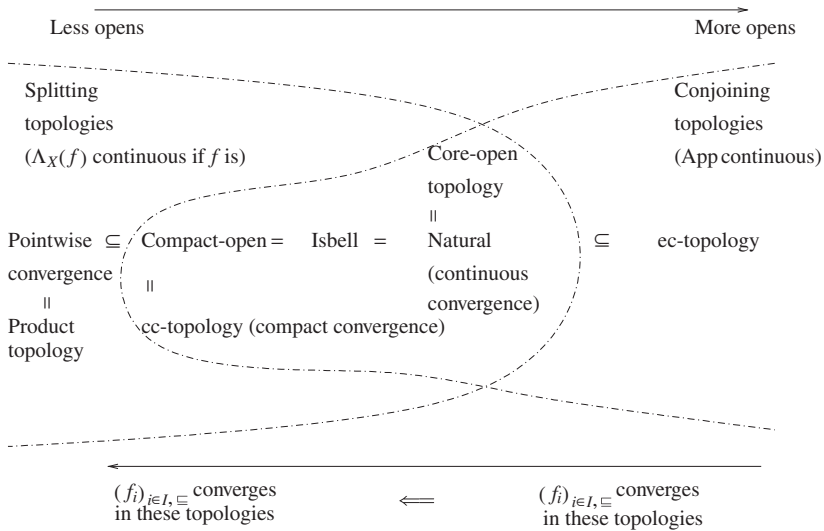 Less opens More opens
Splitting
topologies
(Λ_X(f) continuous if f is)
Conjoining
topologies
(App continuous)
Core-open
topology
=
Pointwise ⊆ Compact-open = Isbell = Natural ⊆ ec-topology
convergence = (continuous
convergence)
=
Product cc-topology (compact convergence)
topology
(f_i)_{i∈I, ⊑} converges
in these topologies
⟸
(f_i)_{i∈I, ⊑} converges
in these topologies